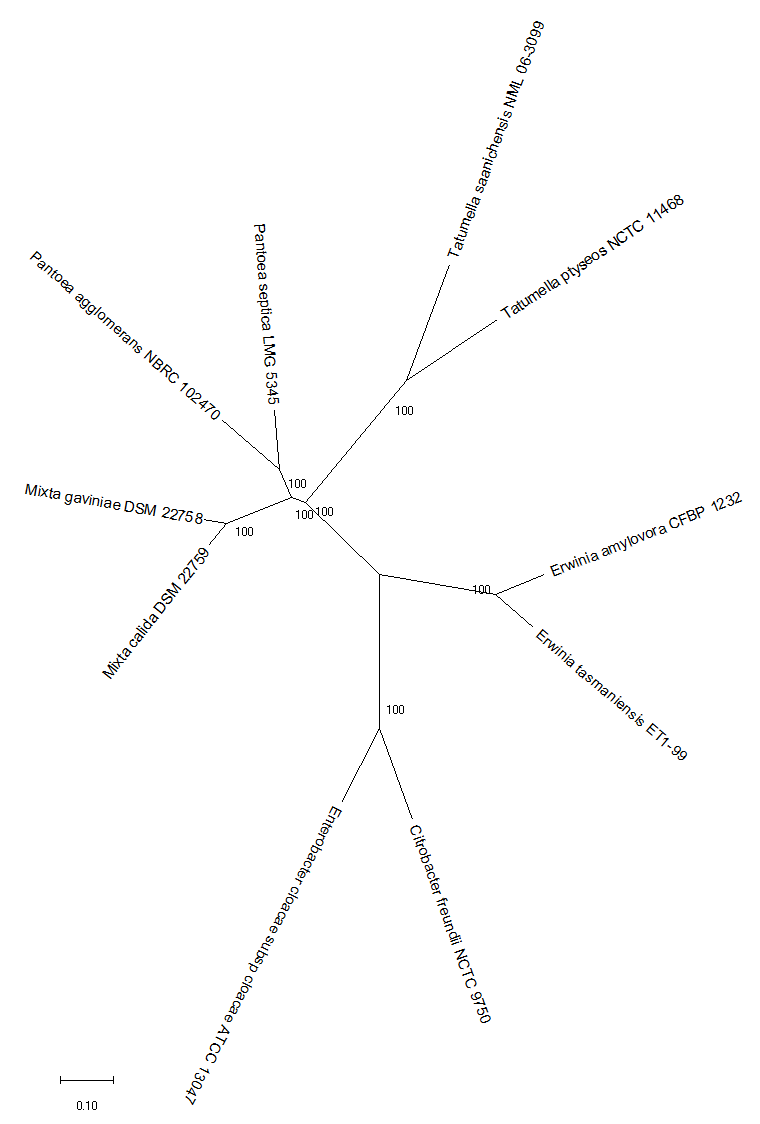 Tatumella saanichensis NML 06-3099
Tatumella ptyseos NCTC 11468
Pantoea septica LMG 5345
Pantoea agglomerans NBRC 102470
100
100
Mixta gaviniae DSM 22758
100
100
100
Mixta calida DSM 22759
Erwinia amylovora CFBP 1232
100
Erwinia tasmaniensis ET1-99
100
Enterobacter cloacae subsp cloacae ATCC 13047
Citrobacter freundii NCTC 9750
0.10